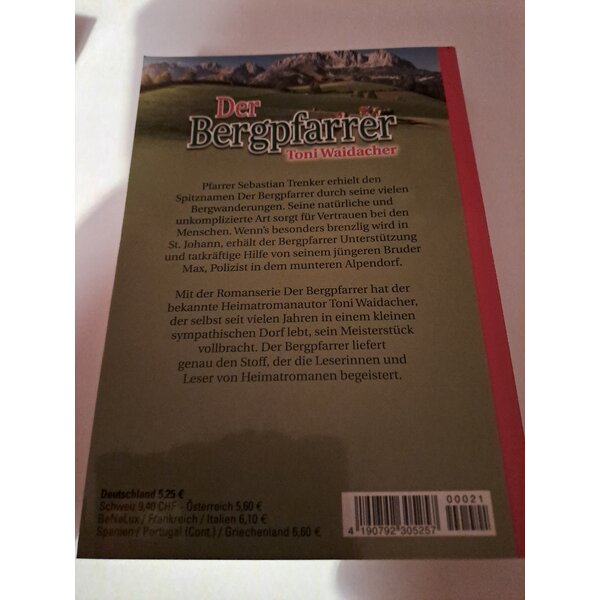 Der
Bergpfarrer
Toni Waidacher
Pfarrer Sebastian Trenker erhielt den
Spitznamen Der Bergpfarrer durch seine vielen
Bergwanderungen. Seine natürliche und
unkomplizierte Art sorgt für Vertrauen bei den
Menschen. Wenn's besonders brenzlig wird in
St. Johann, erhält der Bergpfarrer Unterstützung
und tatkräftige Hilfe von seinem jüngeren Bruder
Max, Polizist in dem munteren Alpendorf.
Mit der Romanserie Der Bergpfarrer hat der
bekannte Heimatromanautor Toni Waidacher,
der selbst seit vielen Jahren in einem kleinen
sympathischen Dorf lebt, sein Meisterstück
vollbracht. Der Bergpfarrer liefert
genau den Stoff, der die Leserinnen und
Leser von Heimatromanen begeistert.
Deutschland 5,25 €
Schweiz 9,40 CHF - Österreich 5,60 €
BeNeLux / Frankreich / Italien 6,10 €
Spanien / Portugal (Cont.) / Griechenland 6,60 €
00021
4 190792 305257